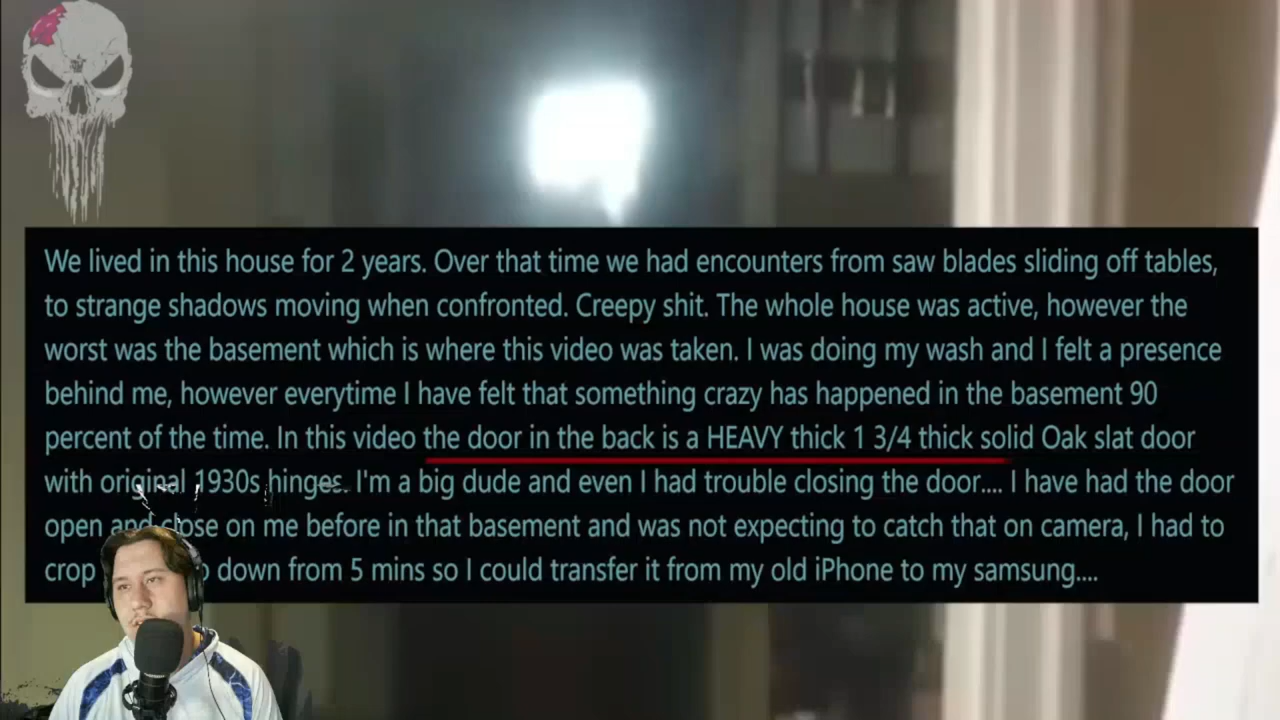 We lived in this house for 2 years. Over that time we had encounters from saw blades sliding off tables,
to strange shadows moving when confronted. Creepy shit. The whole house was active, however the
worst was the basement which is where this video was taken. I was doing my wash and I felt a presence
behind me, however everytime I have felt that something crazy has happened in the basement 90
percent of the time. In this video the door in the back is a HEAVY thick 1 3/4 thick solid Oak slat door
with original 1930s hinges. I'm a big dude and even I had trouble closing the door.... I have had the door
open and close on me before in that basement and was not expecting to catch that on camera, I had to
crop down from 5 mins so I could transfer it from my old iPhone to my samsung....